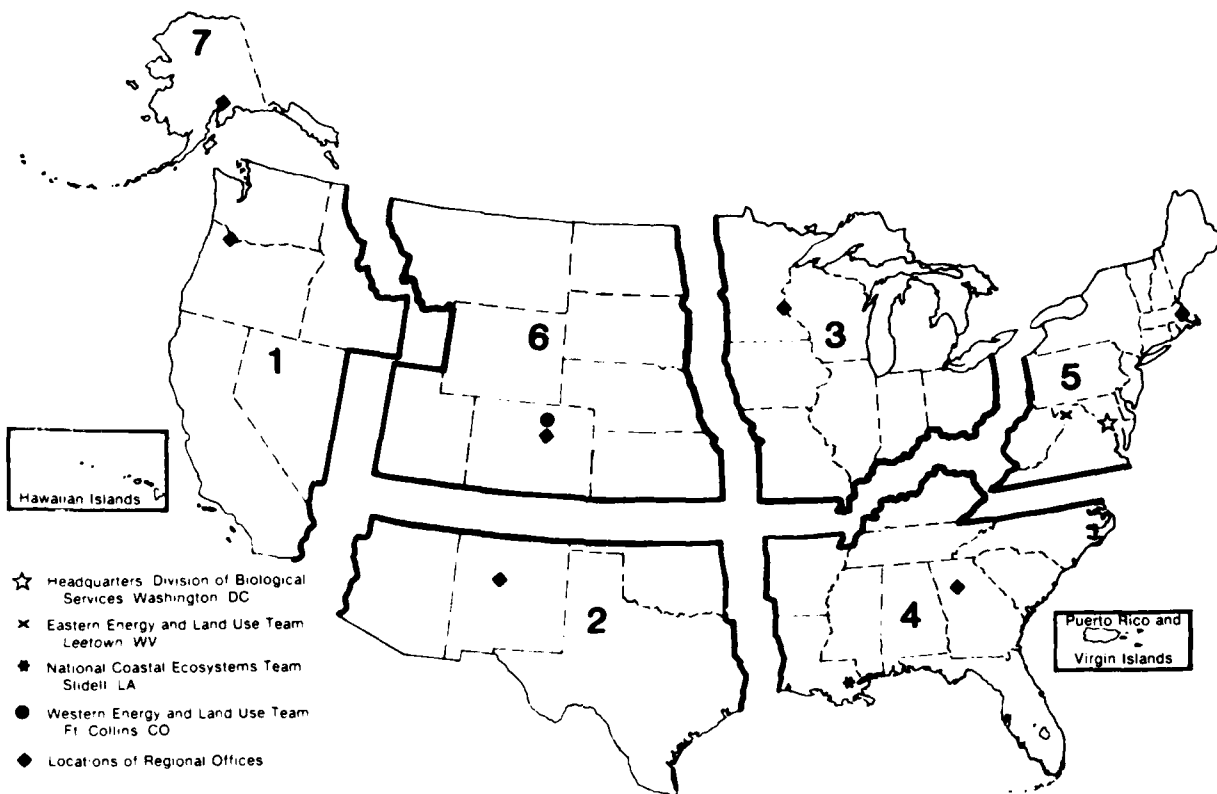 7
6
3
1
5
Hawaiian Islands
2
4
Puerto Rico and
Virgin Islands
Headquarters Division of Biological
Services Washington DC
Eastern Energy and Land Use Team
Leetown WV
National Coastal Ecosystems Team
Slidell LA
Western Energy and Land Use Team
Ft Collins CO
Locations of Regional Offices